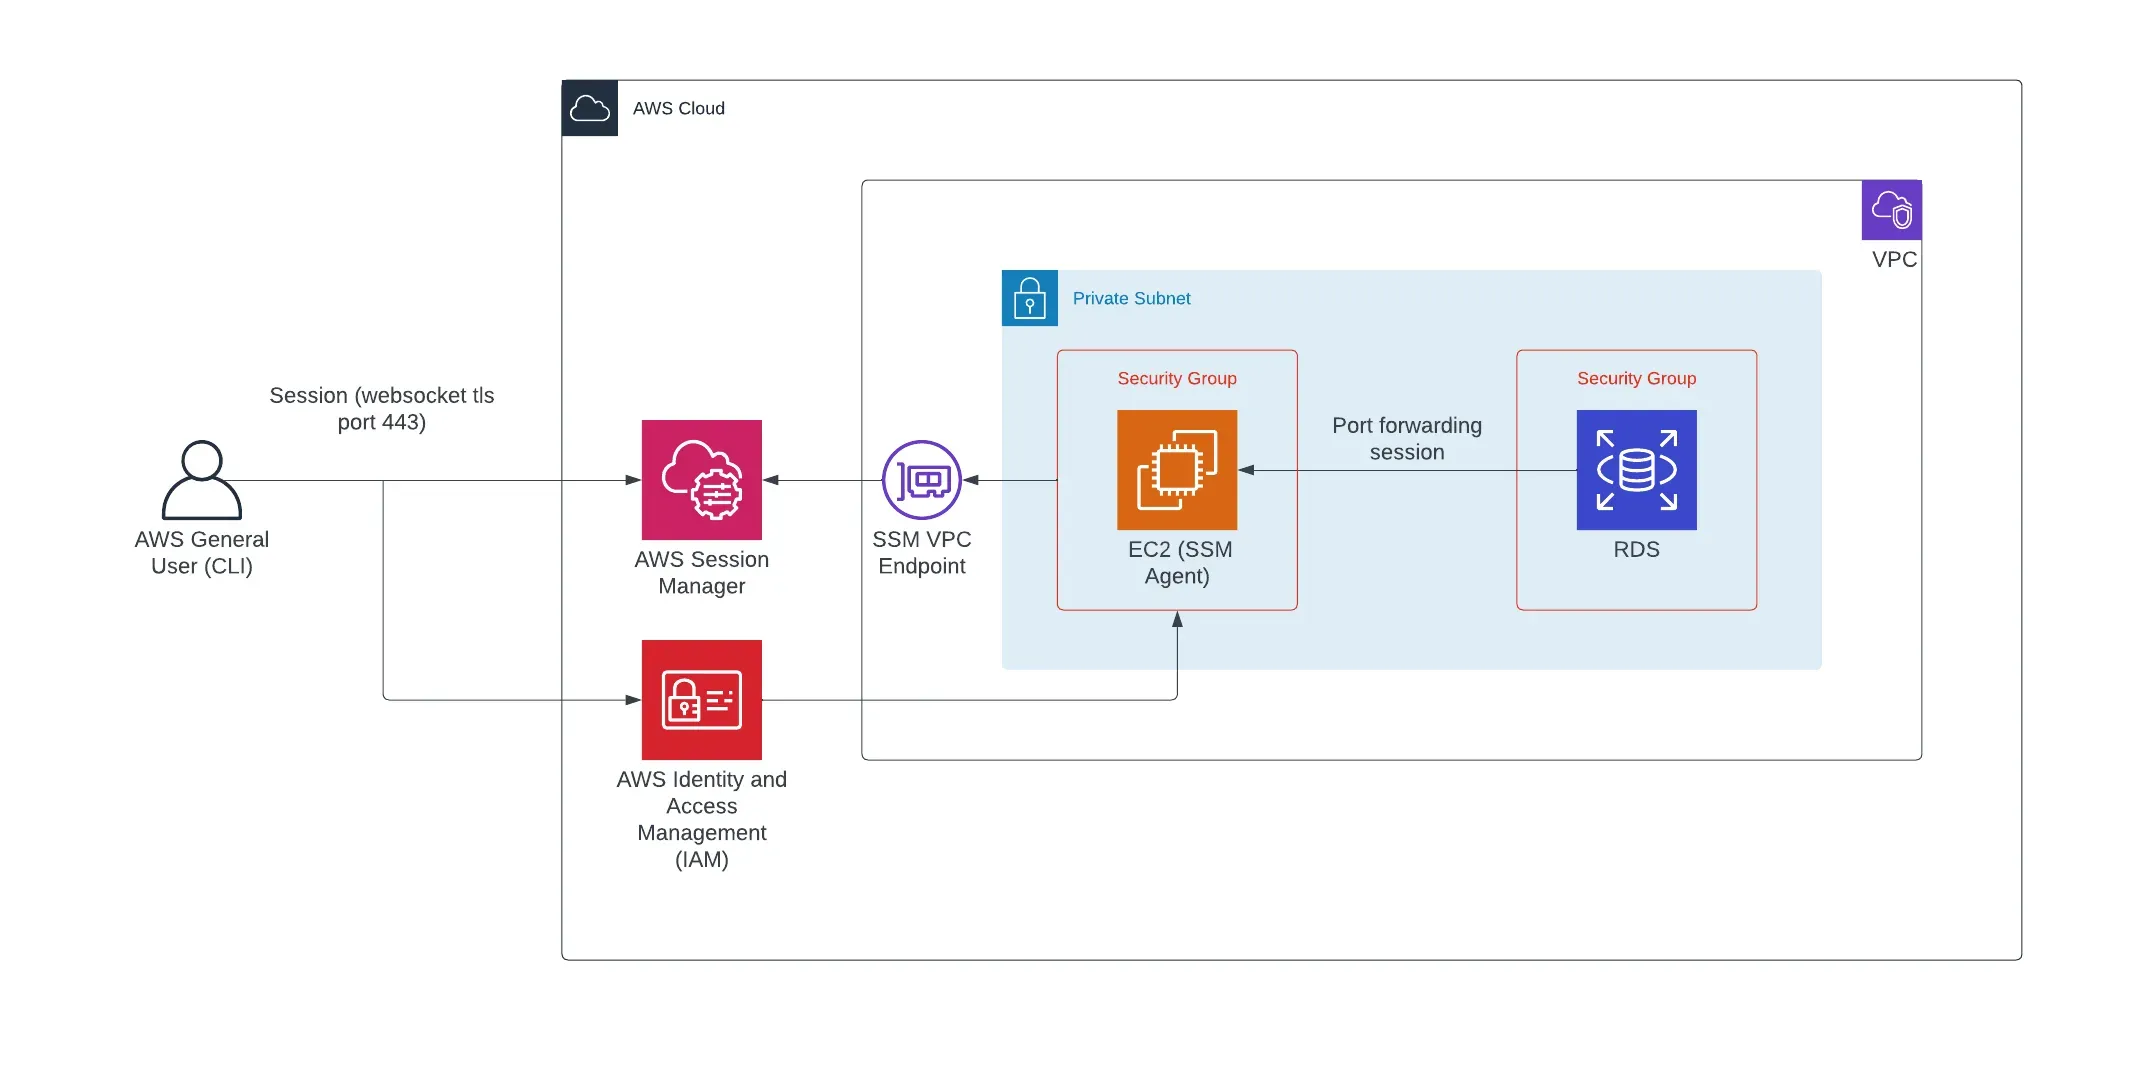 AWS Cloud
VPC
Private Subnet
Session (websocket tls
port 443)
Security Group
Security Group
Port forwarding
session
AWS General
User (CLI)
AWS Session
Manager
SSM VPC
Endpoint
EC2 (SSM
Agent)
RDS
AWS Identity and
Access
Management
(IAM)